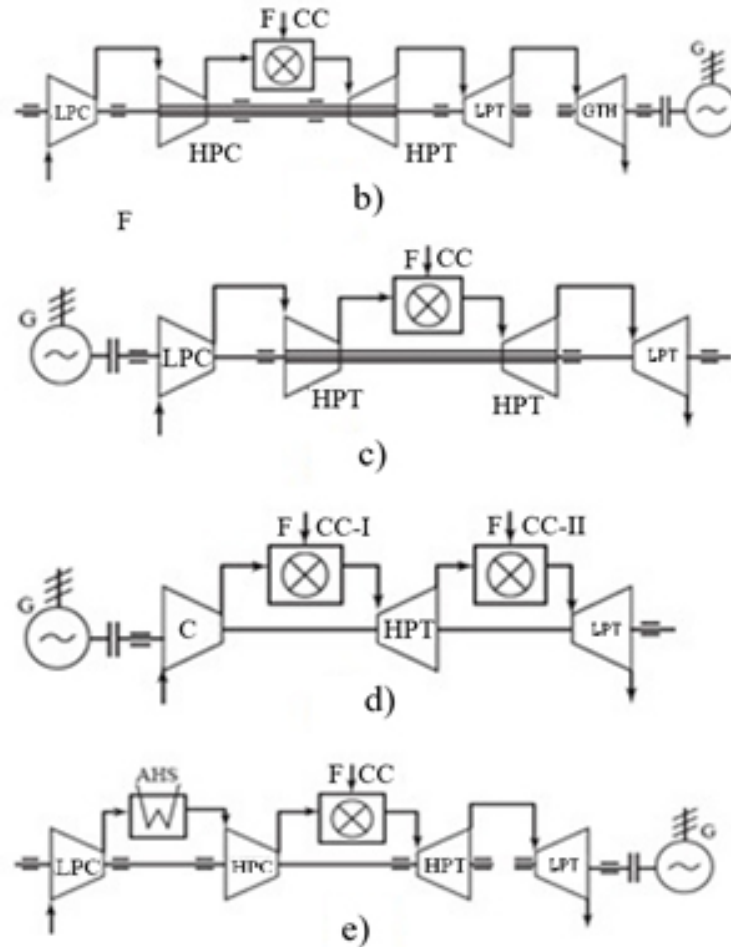 F CC
G
LPC
LPT
GTH
HPC
HPT
b)
F
F CC
G
LPC
LPT
HPT
HPT
c)
F CC-I
F CC-II
G
C
HPT
LPT
d)
AHS
F CC
G
LPC
HPC
HPT
LPT
e)